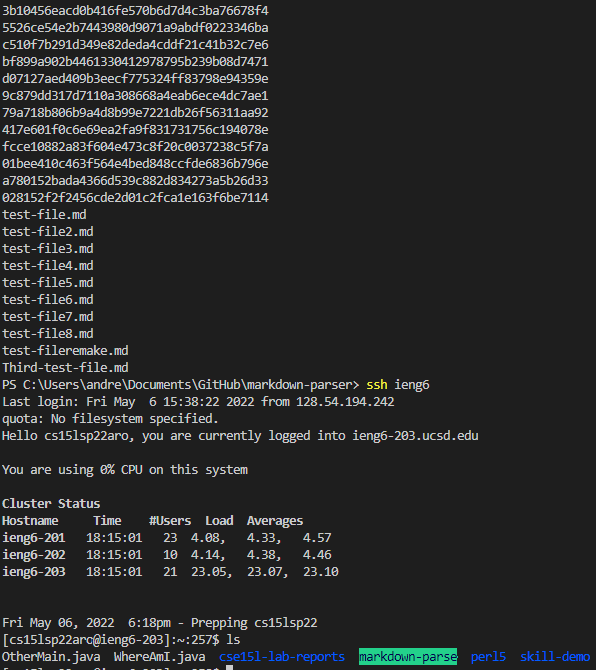 3b10456eacd0b416fe570b6d7d4c3ba76678f4
5526ce54e2b7443980d9071a9abdf0223346ba
c510f7b291d349e82deda4cddf21c41b32c7e6
bf899a902b4461330412978795b239b08d7471
d07127aed409b3eecf775324ff83798e94359e
9c879dd317d7110a308668a4eab6ece4dc7ae1
79a718b806b9a4d8b99e7221db26f56311aa92
417e601f0c6e69ea2fa9f831731756c194078e
fcce10882a83f604e473c8f20c0037238c5f7a
01bee410c463f564e4bed848ccfde6836b796e
a780152bada4366d539c882d834273a5b26d33
028152f2f2456cde2d01c2fca1e163f6be7114
test-file.md
test-file2.md
test-file3.md
test-file4.md
test-file5.md
test-file6.md
test-file7.md
test-file8.md
test-fileremake.md
Third-test-file.md
PS C:\Users\andre\Documents\GitHub\markdown-parser> ssh ieng6
Last login: Fri May  6 15:38:22 2022 from 128.54.194.242
quota: No filesystem specified.
Hello cs15lsp22aro, you are currently logged into ieng6-203.ucsd.edu
You are using 0% CPU on this system
Cluster Status
Hostname     Time    #Users  Load  Averages
ieng6-201   18:15:01   23  4.08,   4.33,   4.57
ieng6-202   18:15:01   10  4.14,   4.38,   4.46
ieng6-203   18:15:01   21  23.05,  23.07,  23.10
Fri May 06, 2022  6:18pm - Prepping cs15lsp22
[cs15lsp22aro@ieng6-203]:~:257$ ls
OtherMain.java  WhereAmI.java  cse15l-lab-reports  markdown-parse  perl5  skill-demo